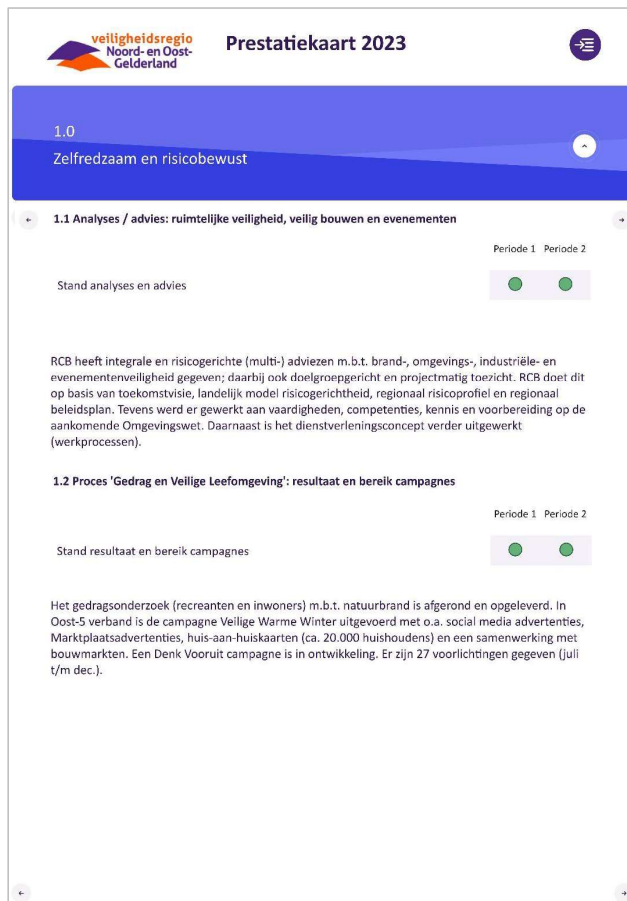 veiligheidsregio
Noord- en Oost-
Gelderland
Prestatiekaart 2023
1.0
Zelfredzaam en risicobewust
1.1 Analyses / advies: ruimtelijke veiligheid, veilig bouwen en evenementen
Periode 1 Periode 2
Stand analyses en advies
RCB heeft integrale en risicogerichte (multi-) adviezen m.b.t. brand-, omgevings-, industriële- en
evenementenveiligheid gegeven; daarbij ook doelgroepgericht en projectmatig toezicht. RCB doet dit
op basis van toekomstvisie, landelijk model risicogerichtheid, regionaal risicoprofiel en regionaal
beleidsplan. Tevens werd er gewerkt aan vaardigheden, competenties, kennis en voorbereiding op de
aankomende Omgevingswet. Daarnaast is het dienstverleningsconcept verder uitgewerkt
(werkprocessen).
1.2 Proces 'Gedrag en Veilige Leefomgeving': resultaat en bereik campagnes
Periode 1 Periode 2
Stand resultaat en bereik campagnes
Het gedragsonderzoek (recreanten en inwoners) m.b.t. natuurbrand is afgerond en opgeleverd. In
Oost-5 verband is de campagne Veilige Warme Winter uitgevoerd met o.a. social media advertenties,
Marktplaatsadvertenties, huis-aan-huiskaarten (ca. 20.000 huishoudens) en een samenwerking met
bouwmarkten. Een Denk Vooruit campagne is in ontwikkeling. Er zijn 27 voorlichtingen gegeven (juli
t/m dec.).